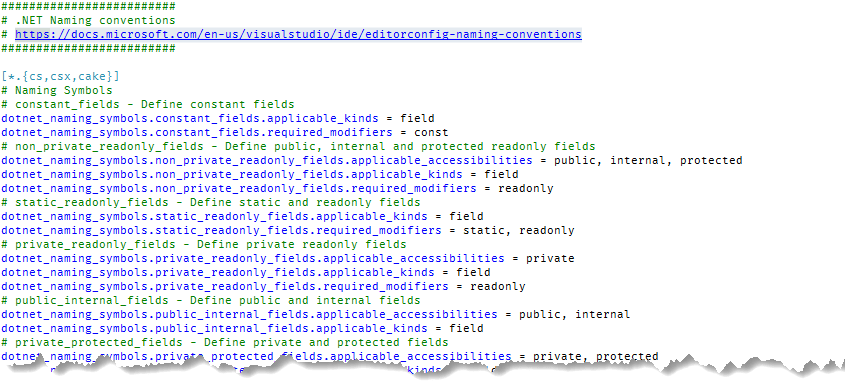 #########################
# .NET Naming conventions
# https://docs.microsoft.com/en-us/visualstudio/ide/editorconfig-naming-conventions
#########################
[*.{cs,csx,cake}]
# Naming Symbols
# constant_fields - Define constant fields
dotnet_naming_symbols.constant_fields.applicable_kinds = field
dotnet_naming_symbols.constant_fields.required_modifiers = const
# non_private_readonly_fields - Define public, internal and protected readonly fields
dotnet_naming_symbols.non_private_readonly_fields.applicable_accessibilities = public, internal, protected
dotnet_naming_symbols.non_private_readonly_fields.applicable_kinds = field
dotnet_naming_symbols.non_private_readonly_fields.required_modifiers = readonly
# static_readonly_fields - Define static and readonly fields
dotnet_naming_symbols.static_readonly_fields.applicable_kinds = field
dotnet_naming_symbols.static_readonly_fields.required_modifiers = static, readonly
# private_readonly_fields - Define private readonly fields
dotnet_naming_symbols.private_readonly_fields.applicable_accessibilities = private
dotnet_naming_symbols.private_readonly_fields.applicable_kinds = field
dotnet_naming_symbols.private_readonly_fields.required_modifiers = readonly
# public_internal_fields - Define public and internal fields
dotnet_naming_symbols.public_internal_fields.applicable_accessibilities = public, internal
dotnet_naming_symbols.public_internal_fields.applicable_kinds = field
# private_protected_fields - Define private and protected fields
dotnet_naming_symbols.private_protected_fields.applicable_accessibilities = private, protected